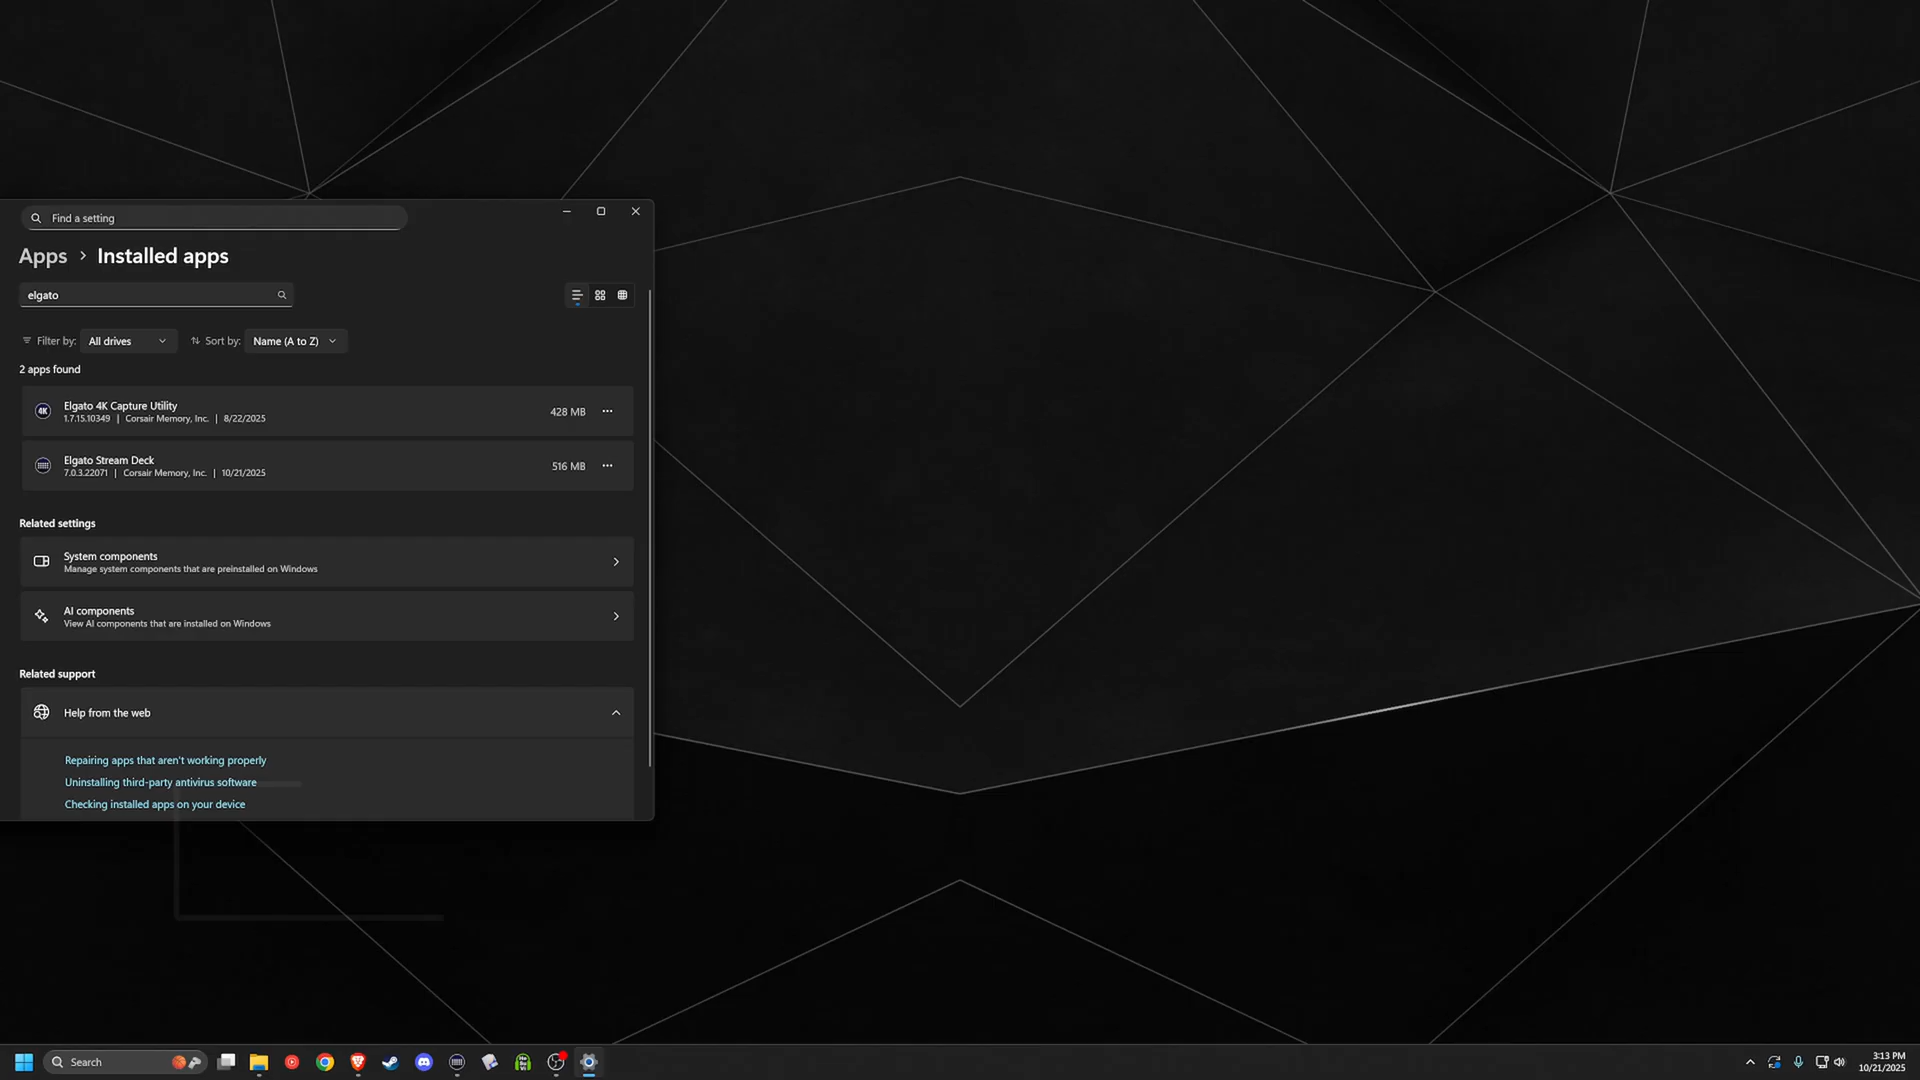 Find a setting
Apps > Installed apps
elgato
Filter by: All drives Sort by: Name (A to Z)
2 apps found
4K
Elgato 4K Capture Utility
1.7.15.10349 | Corsair Memory, Inc. | 8/22/2025
428 MB
Elgato Stream Deck
7.0.3.22071 | Corsair Memory, Inc. | 10/21/2025
516 MB
Related settings
System components
Manage system components that are preinstalled on Windows
AI components
View AI components that are installed on Windows
Related support
Help from the web
Repairing apps that aren't working properly
Uninstalling third-party antivirus software
Checking installed apps on your device
Search
3:13 PM
10/21/2025